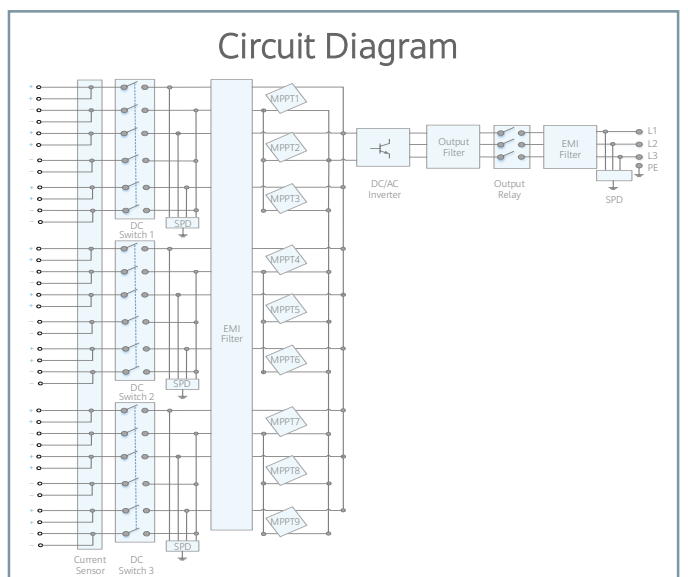 Circuit Diagram
MPPT1
MPPT2
MPPT3
DC
Switch 1
SPD
MPPT4
MPPT5
MPPT6
DC
Switch 2
SPD
EMI
Filter
MPPT7
MPPT8
MPPT9
SPD
Current
Sensor
DC
Switch 3
DC/AC
Inverter
Output
Filter
Output
Relay
EMI
Filter
L1
L2
L3
PE
SPD